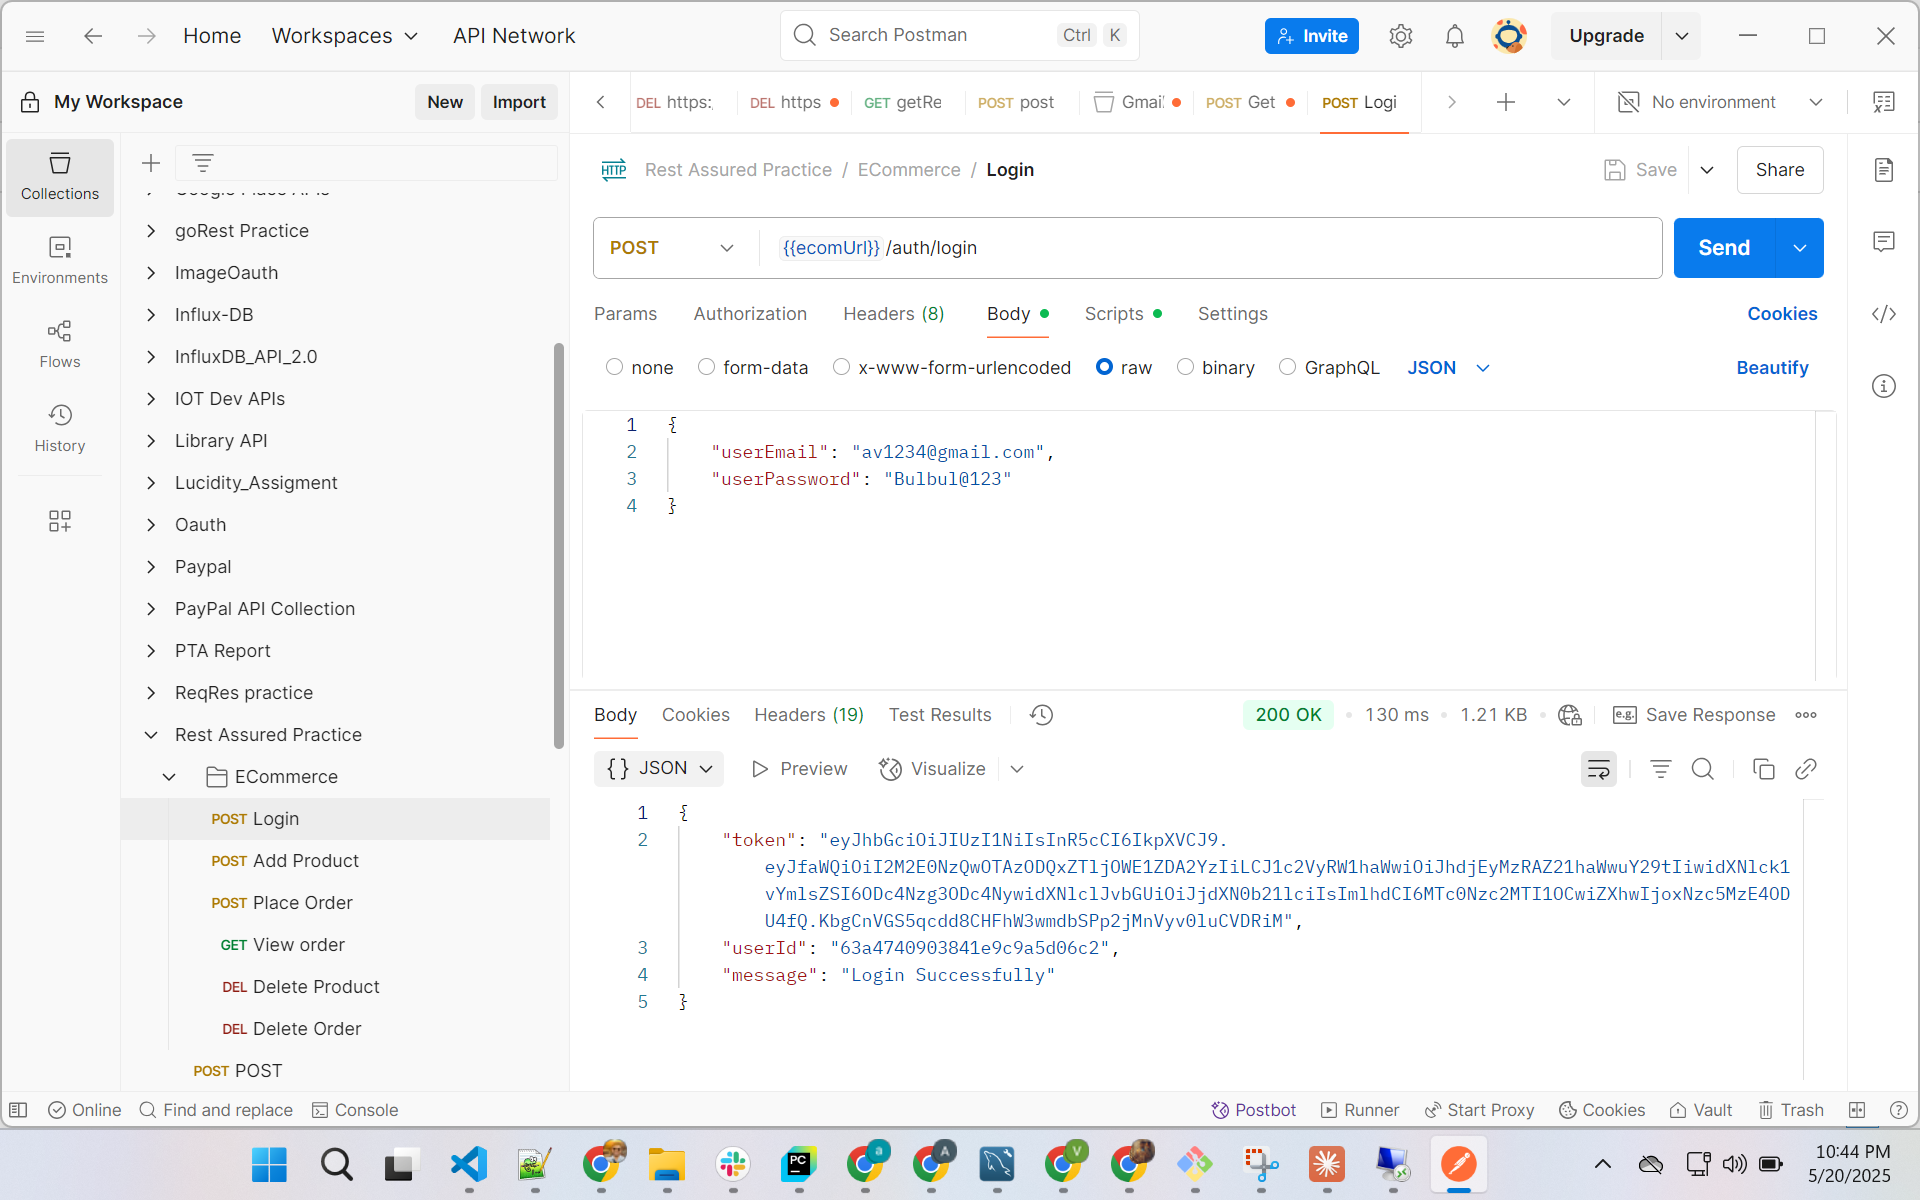 Home
Workspaces
API Network
Search Postman
Ctrl K
Invite
Upgrade
My Workspace
New
Import
DEL https:
DEL https
GET getRe
POST post
Gmai
POST Get
POST Logi
No environment
Collections
Environments
Flows
History
goRest Practice
ImageOauth
Influx-DB
InfluxDB_API_2.0
IOT Dev APIs
Library API
Lucidity_Assigment
Oauth
Paypal
PayPal API Collection
PTA Report
ReqRes practice
Rest Assured Practice
ECommerce
POST Login
POST Add Product
POST Place Order
GET View order
DEL Delete Product
DEL Delete Order
POST POST
HTTP Rest Assured Practice / ECommerce / Login
Save
Share
POST
{{ecomUrl}} /auth/login
Send
Params
Authorization
Headers (8)
Body
Scripts
Settings
Cookies
none
form-data
x-www-form-urlencoded
raw
binary
GraphQL
JSON
Beautify
1 {
2 "userEmail": "av1234@gmail.com",
3 "userPassword": "Bulbul@123"
4 }
Body
Cookies
Headers (19)
Test Results
200 OK
130 ms
1.21 KB
e.g. Save Response
{} JSON
Preview
Visualize
1 {
2 "token": "eyJhbGciOiJIUzI1NiIsInR5cCI6IkpXVCJ9.
eyJfaWQiOiI2M2E0NzQwOTAzODQxZTljOWE1ZDA2YzIiLCJ1c2VyRW1haWwiOiJhdjEyMzRAZ21haWwuY29tIiwidXNlck1
vYmlsZSI6ODc4Nzg3ODc4NywidXNlclJvbGUiOiJjdXN0b21lciIsImlhdCI6MTc0Nzc2MTI1OCwiZXhwIjoxNzc5MzE4OD
U4fQ.KbgCnVGS5qcdd8CHFhW3wmdbSPp2jMnVyv0luCVDRiM",
3 "userId": "63a4740903841e9c9a5d06c2",
4 "message": "Login Successfully"
5 }
Online
Find and replace
Console
Postbot
Runner
Start Proxy
Cookies
Vault
Trash
PC
a
A
V
10:44 PM
5/20/2025